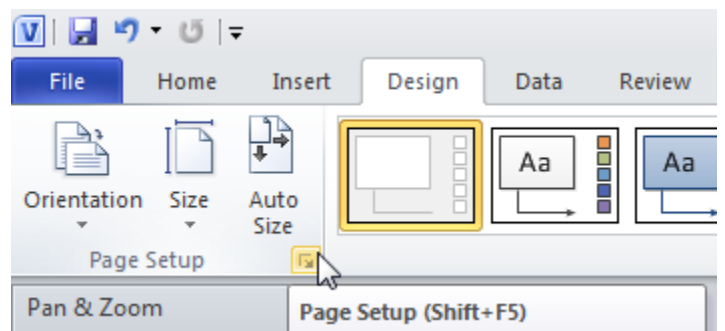 V
File Home Insert Design Data Review
Orientation Size Auto Size
Aa Aa
Page Setup
Pan & Zoom
Page Setup (Shift+F5)